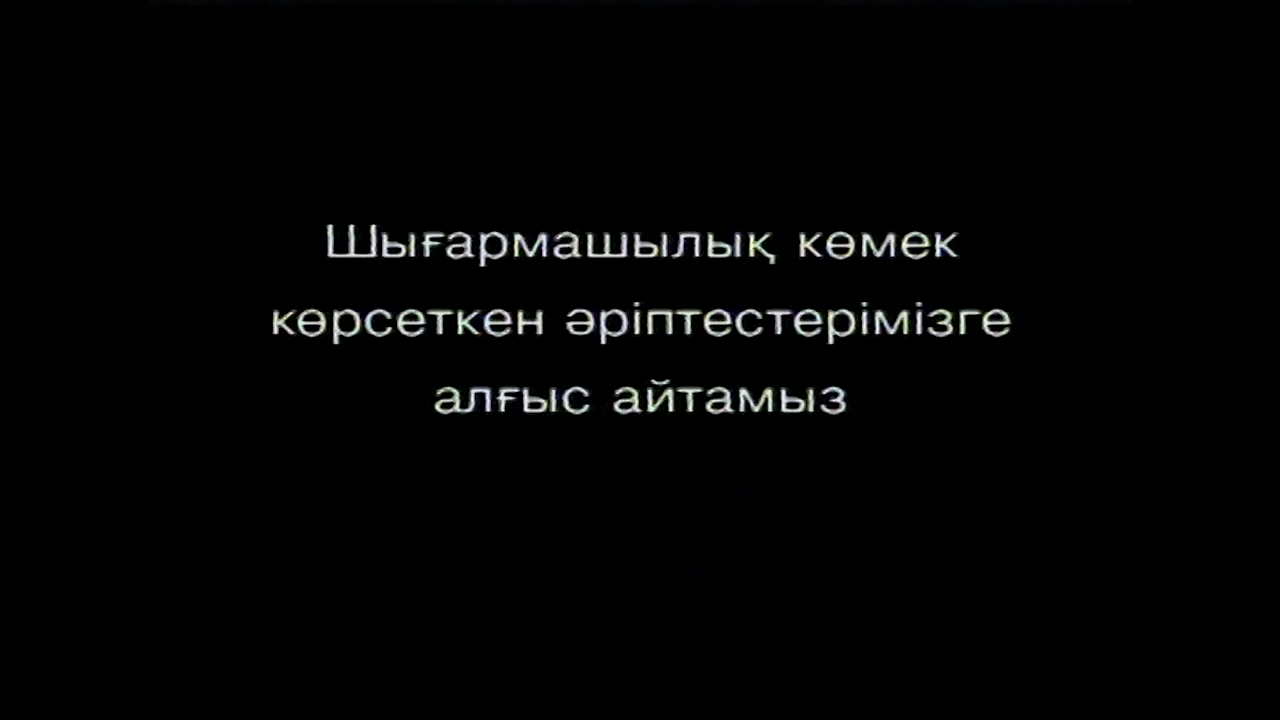 Шығармашылық көмек
көрсеткен әріптестерімізге
алғыс айтамыз